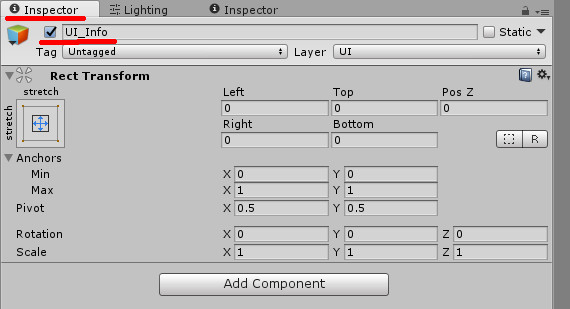 Inspector Lighting Inspector
UI_Info Static
Tag Untagged Layer UI
Rect Transform
stretch Left Top Pos Z
stretch 0 0 0
Right Bottom
0 0 R
Anchors
Min X 0 Y 0
Max X 1 Y 1
Pivot X 0.5 Y 0.5
Rotation X 0 Y 0 Z 0
Scale X 1 Y 1 Z 1
Add Component